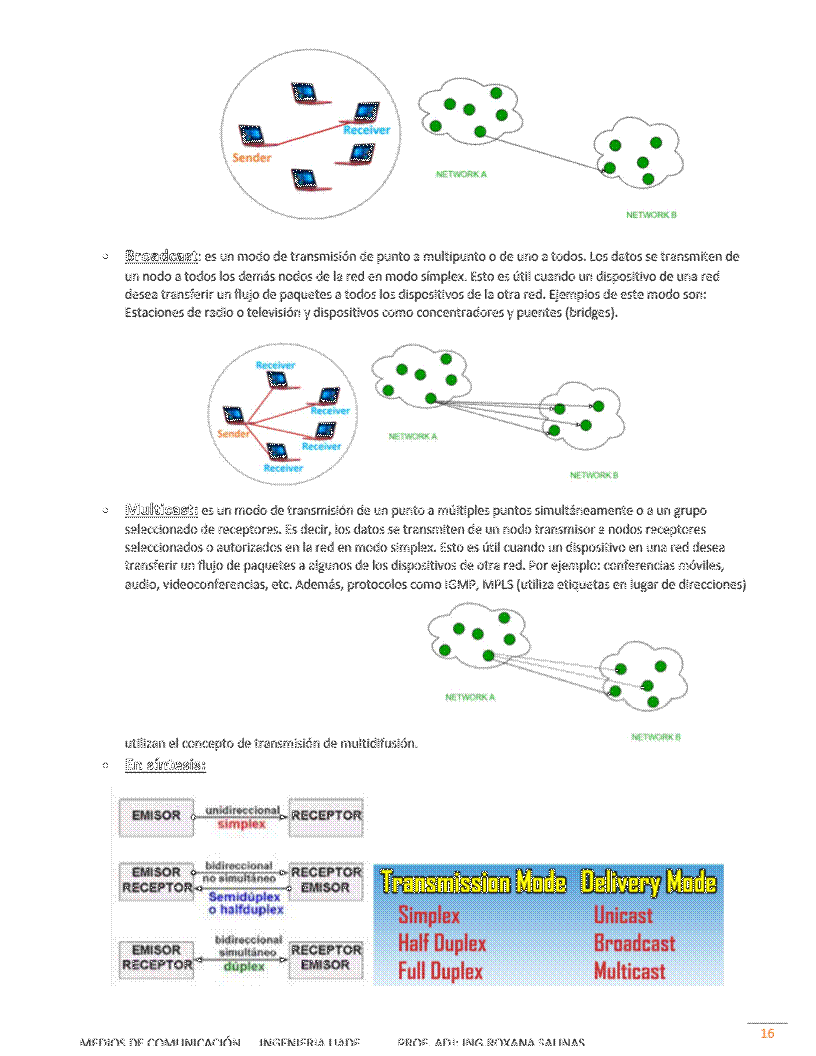 Receiver
Sender
NETWORK A
NETWORK B
○ Broadcast: es un modo de transmisión de punto a multipunto o de uno a todos. Los datos se transmiten de
un nodo a todos los demás nodos de la red en modo símplex. Esto es útil cuando un dispositivo de una red
desea transferir un flujo de paquetes a todos los dispositivos de la otra red. Ejemplos de este modo son:
Estaciones de radio o televisión y dispositivos como concentradores y puentes (bridges).
Receiver
Receiver
Sender
Receiver
Receiver
NETWORK A
NETWORK B
○ Multicast: es un modo de transmisión de un punto a múltiples puntos simultáneamente o a un grupo
seleccionado de receptores. Es decir, los datos se transmiten de un nodo transmisor a nodos receptores
seleccionados o autorizados en la red en modo simplex. Esto es útil cuando un dispositivo en una red desea
transferir un flujo de paquetes a algunos de los dispositivos de otra red. Por ejemplo: conferencias móviles,
audio, videoconferencias, etc. Además, protocolos como IGMP, MPLS (utiliza etiquetas en lugar de direcciones)
NETWORK A
NETWORK B
utilizan el concepto de transmisión de multidifusión.
○ En síntesis:
EMISOR unidireccional RECEPTOR
simplex
EMISOR bidireccional RECEPTOR
RECEPTOR no simultáneo EMISOR
Semidúplex
o halfduplex
EMISOR bidireccional RECEPTOR
RECEPTOR simultáneo EMISOR
dúplex
Transmission Mode Delivery Mode
Simplex Unicast
Half Duplex Broadcast
Full Duplex Multicast
16
MEDIOS DE COMUNICACIÓN INGENIERIA UADE PROF. ADJ: ING ROXANA SALINAS